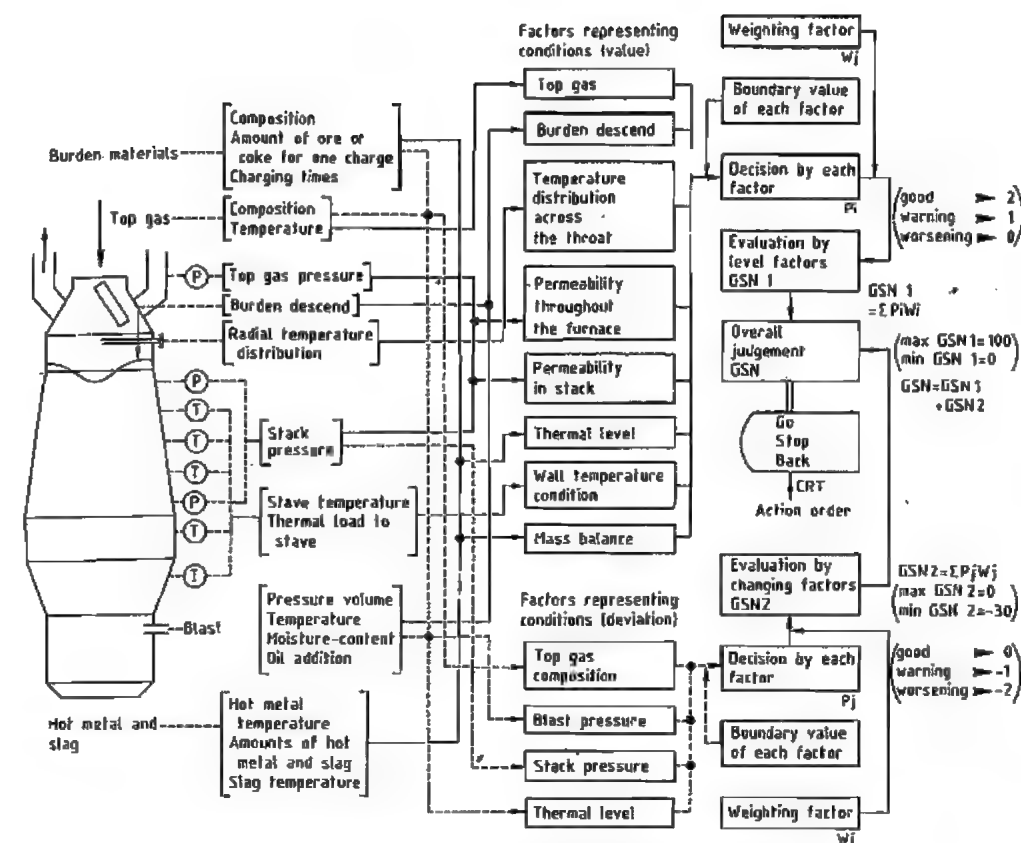 Burden materials
Top gas
P
P
T
T
T
P
T
T
Blast
Hot metal and
slag
Composition
Amount of ore or
coke for one charge
Charging times
Composition
Temperature
Top gas pressure
Burden descend
Radial temperature
distribution
Stack
pressure
Stave temperature
Thermal load to
stave
Pressure volume
Temperature
Moisture-content
Oil addition
Hot metal
temperature
Amounts of hot
metal and slag
Slag temperature
Factors representing
conditions (value)
Top gas
Burden descend
Temperature
distribution
across
the throat
Permeability
throughout
the furnace
Permeability
in stack
Thermal level
Wall temperature
condition
Mass balance
Factors representing
conditions (deviation)
Top gas
composition
Blast pressure
Stack pressure
Thermal level
Weighting factor
Wj
Boundary value
of each factor
Decision by each
factor
Pi
(good ► 2)
(warning ► 1)
(worsening ► 0)
Evaluation by
level factors
GSN 1
GSN 1
=ΣPiWi
Overall
judgement
GSN
(max GSN1=100)
(min GSN 1=0)
GSN=GSN1
+GSN2
Go
Stop
Back
CRT
Action order
Evaluation by
changing factors
GSN2
GSN2=ΣPjWj
(max GSN 2=0)
(min GSN 2=-30)
Decision by each
factor
Pj
(good ► 0)
(warning ► -1)
(worsening ► -2)
Boundary value
of each factor
Weighting factor